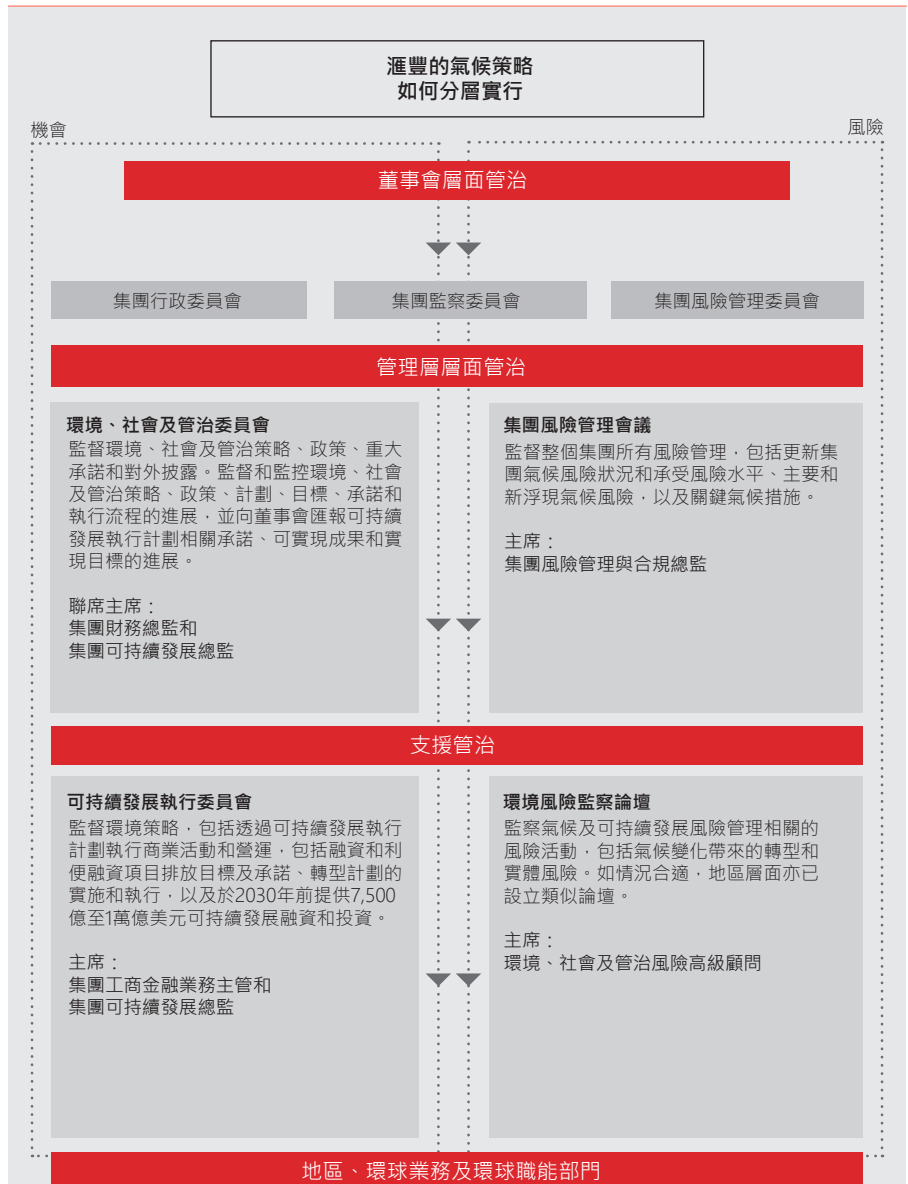 滙豐的氣候策略
如何分層實行
機會
風險
董事會層面管治
集團行政委員會
集團監察委員會
集團風險管理委員會
管理層層面管治
環境、社會及管治委員會
監督環境、社會及管治策略、政策、重大
承諾和對外披露。監督和監控環境、社會
及管治策略、政策、計劃、目標、承諾和
執行流程的進展，並向董事會匯報可持續
發展執行計劃相關承諾、可實現成果和實
現目標的進展。
聯席主席：
集團財務總監和
集團可持續發展總監
集團風險管理會議
監督整個集團所有風險管理，包括更新集
團氣候風險狀況和承受風險水平、主要和
新浮現氣候風險，以及關鍵氣候措施。
主席：
集團風險管理與合規總監
支援管治
可持續發展執行委員會
監督環境策略，包括透過可持續發展執行
計劃執行商業活動和營運，包括融資和利
便融資項目排放目標及承諾、轉型計劃的
實施和執行，以及於2030年前提供7,500
億至1萬億美元可持續發展融資和投資。
主席：
集團工商金融業務主管和
集團可持續發展總監
環境風險監察論壇
監察氣候及可持續發展風險管理相關的
風險活動，包括氣候變化帶來的轉型和
實體風險。如情況合適，地區層面亦已
設立類似論壇。
主席：
環境、社會及管治風險高級顧問
地區、環球業務及環球職能部門